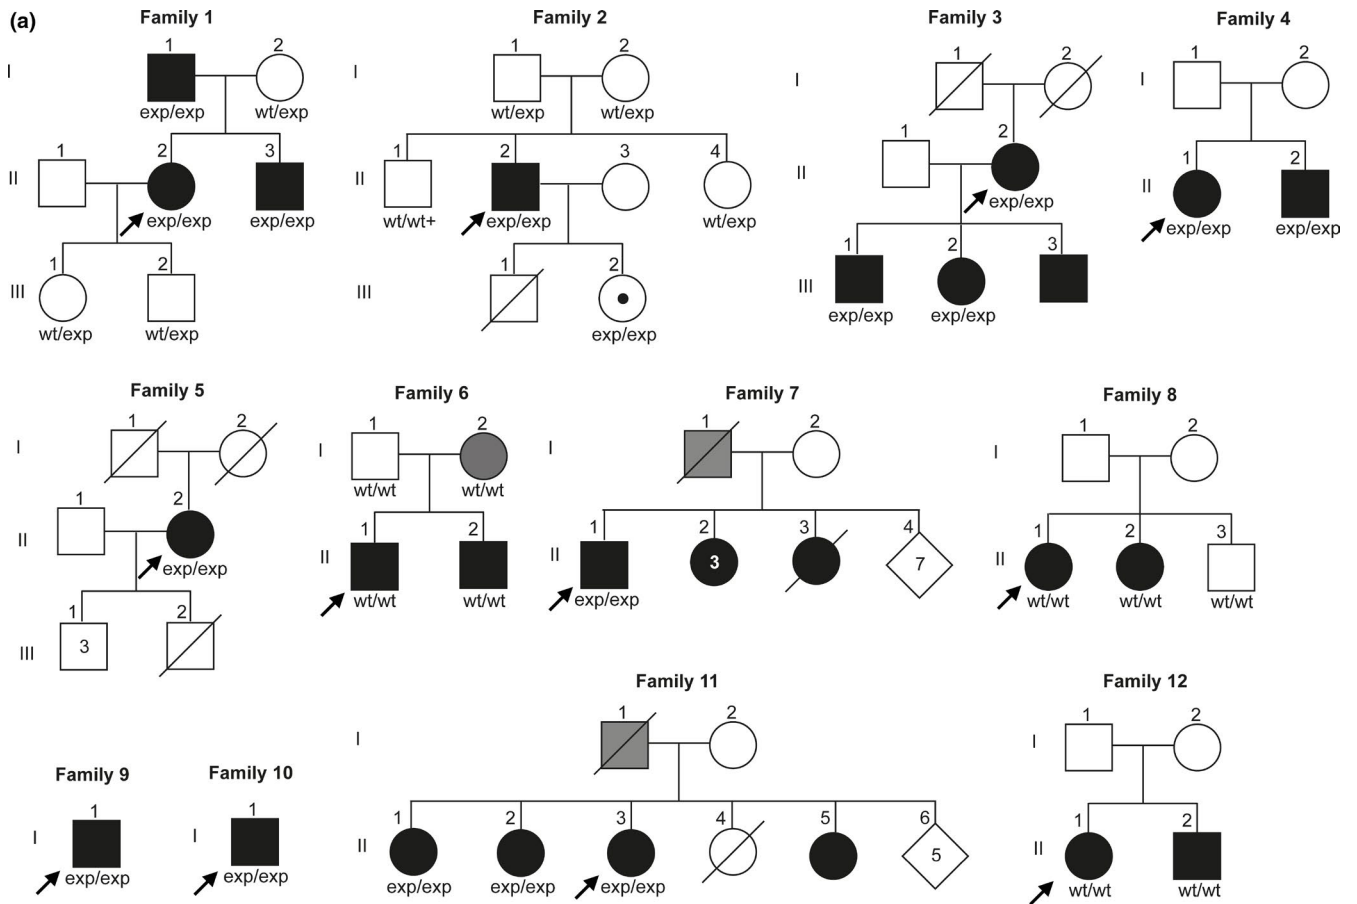 (a)
Family 1 Family 2 Family 3 Family 4
1 2 1 2 1 2 1 2
I I I I
exp/exp wt/exp wt/exp wt/exp
1 2 3 1 2 3 4 1 2 1 2
II II II II
exp/exp exp/exp wt/wt+ exp/exp wt/exp exp/exp exp/exp exp/exp
1 2 1 2 1 2 3
III III III
wt/exp wt/exp exp/exp exp/exp exp/exp
Family 5 Family 6 Family 7 Family 8
1 2 1 2 1 2 1 2
I I I I
wt/wt wt/wt
1 2 1 2 1 2 3 4 1 2 3
II II II II
3 7
exp/exp wt/wt wt/wt exp/exp wt/wt wt/wt wt/wt
1 2
III
3
Family 11 Family 12
1 2 1 2
I I
Family 9 Family 10
1 1
I I
exp/exp exp/exp
1 2 3 4 5 6 1 2
II II
5
exp/exp exp/exp exp/exp wt/wt wt/wt